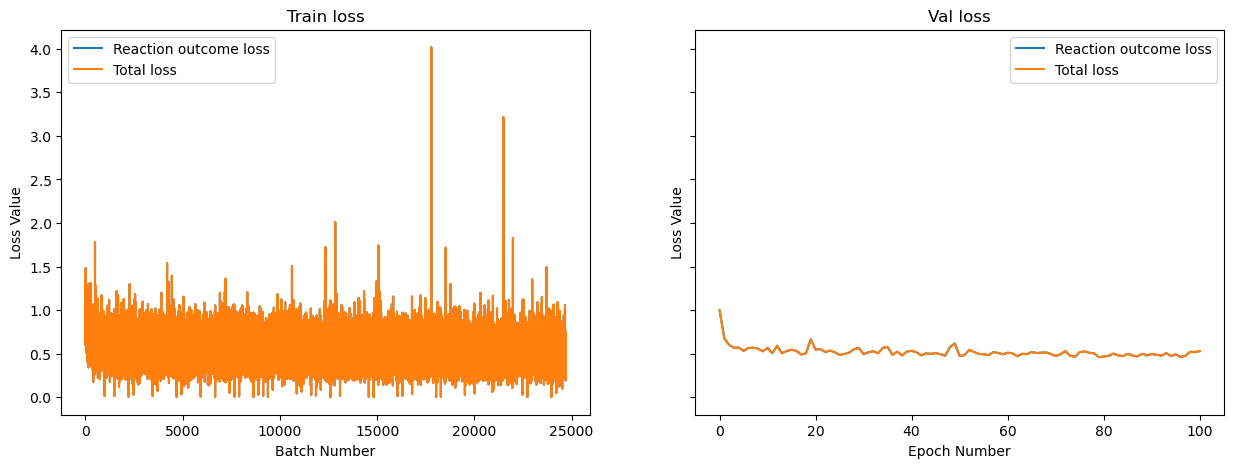 Train loss
Reaction outcome loss
Total loss
4.0
3.5
3.0
2.5
2.0
1.5
1.0
0.5
0.0
Loss Value
0
5000
10000
15000
20000
25000
Batch Number
Val loss
Reaction outcome loss
Total loss
Loss Value
0
20
40
60
80
100
Epoch Number